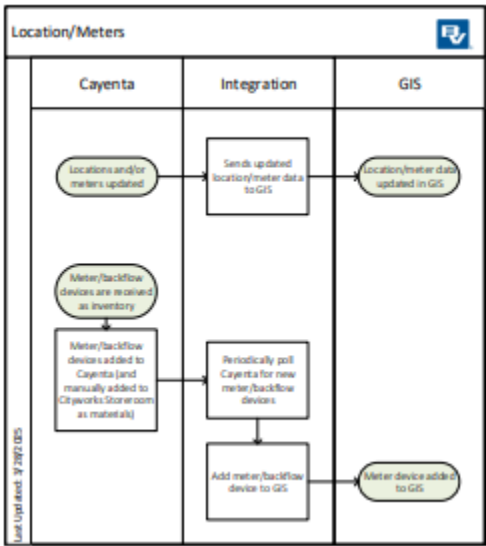 Location/Meters
Cayenta
Integration
GIS
Locations and/or
meters updated
Sends updated
location/meter data
to GIS
Location/meter data
updated in GIS
Meter/backflow
devices are received
as inventory
Meter/backflow
devices added to
Cayenta (and
manually added to
Cityworks Storeroom
as materials)
Periodically poll
Cayenta for new
meter/backflow
devices
Add meter/backflow
device to GIS
Meter device added
to GIS
Last Updated: